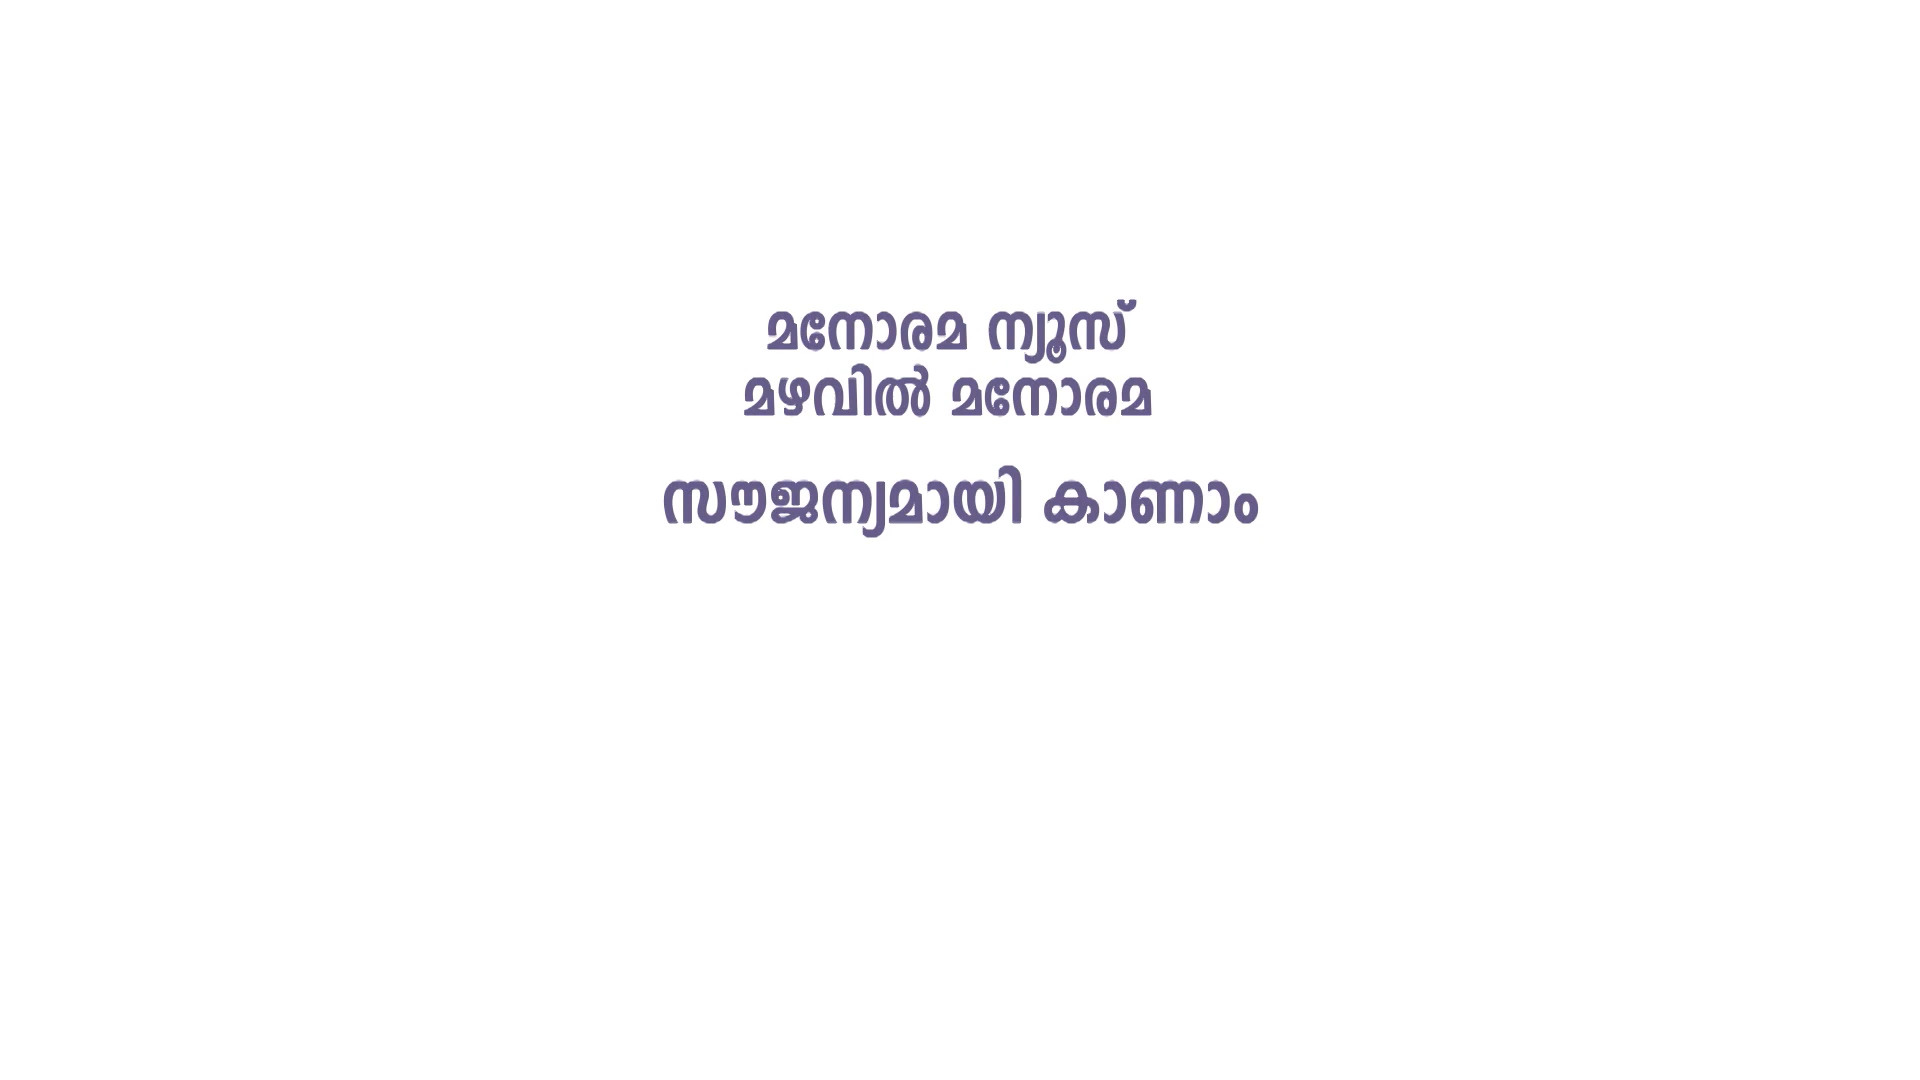 മനോരമ ന്യൂസ്
മഴവിൽ മനോരമ
സൗജന്യമായി കാണാം